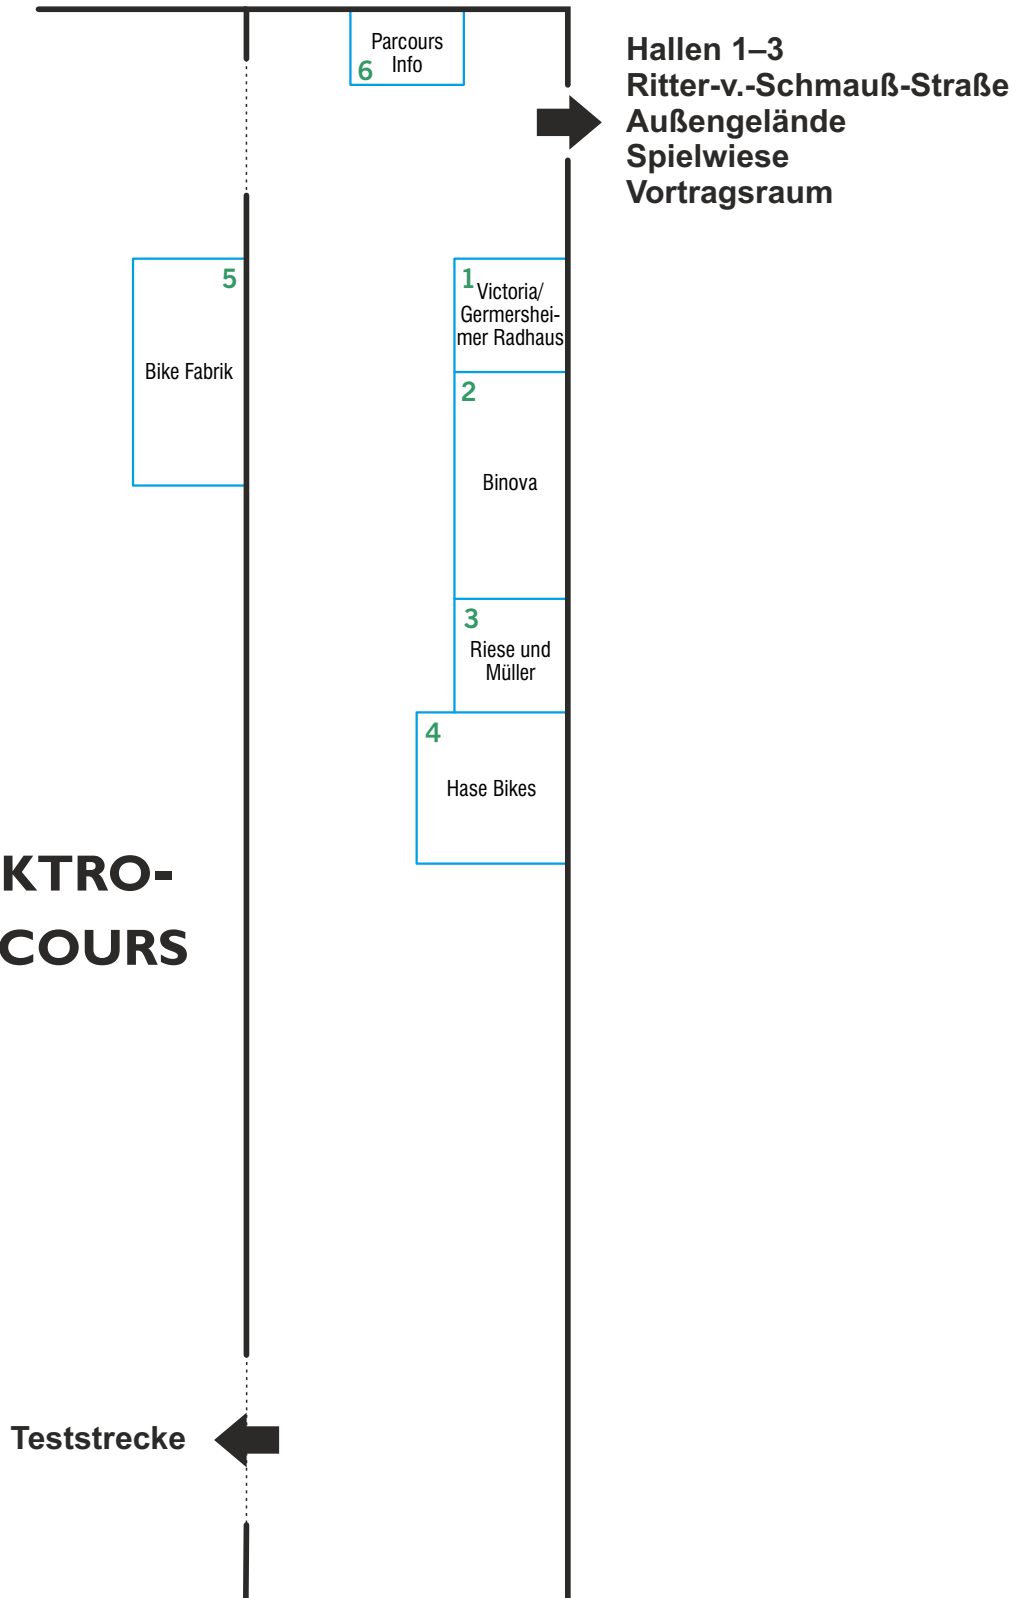 Parcours
Info
6
Hallen 1–3
Ritter-v.-Schmauß-Straße
Außengelände
Spielwiese
Vortragsraum
5
Bike Fabrik
1
Victoria/
Germershei-
mer Radhaus
2
Binova
3
Riese und
Müller
4
Hase Bikes
KTRO-
COURS
Teststrecke